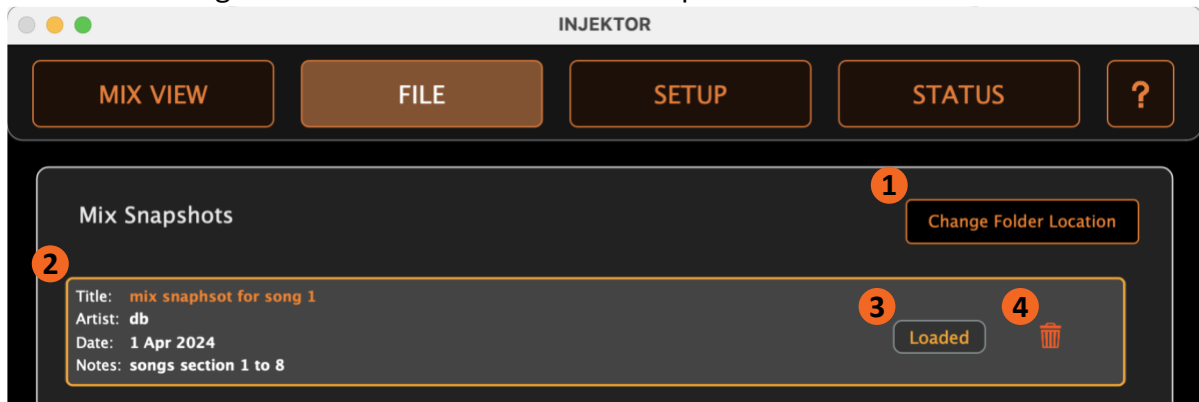 INJEKTOR
MIX VIEW FILE SETUP STATUS ?
1
Mix Snapshots
Change Folder Location
2
Title: mix snaphsot for song 1
Artist: db
3 4
Date: 1 Apr 2024
Loaded
Notes: songs section 1 to 8